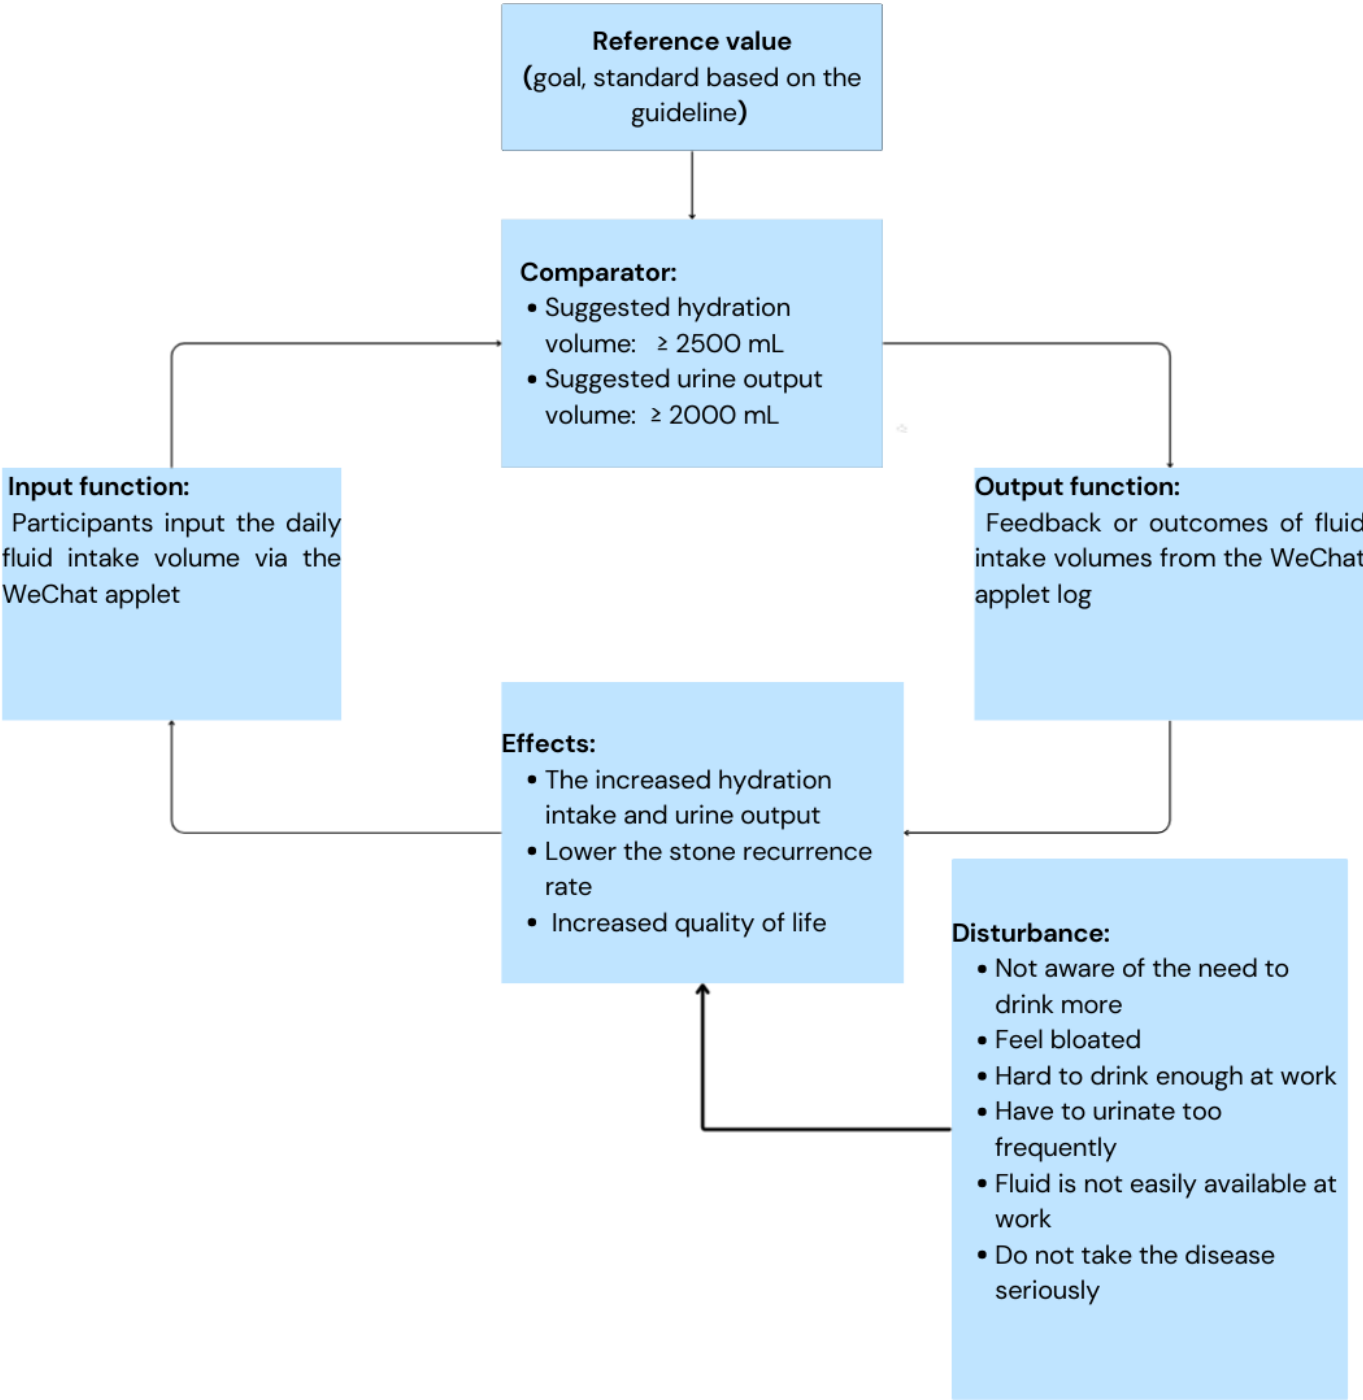 Reference value
(goal, standard based on the
guideline)
Comparator:
• Suggested hydration
volume: ≥ 2500 mL
• Suggested urine output
volume: ≥ 2000 mL
Input function:
Participants input the daily
fluid intake volume via the
WeChat applet
Output function:
Feedback or outcomes of fluid
intake volumes from the WeChat
applet log
Effects:
• The increased hydration
intake and urine output
• Lower the stone recurrence
rate
• Increased quality of life
Disturbance:
• Not aware of the need to
drink more
• Feel bloated
• Hard to drink enough at work
• Have to urinate too
frequently
• Fluid is not easily available at
work
• Do not take the disease
seriously